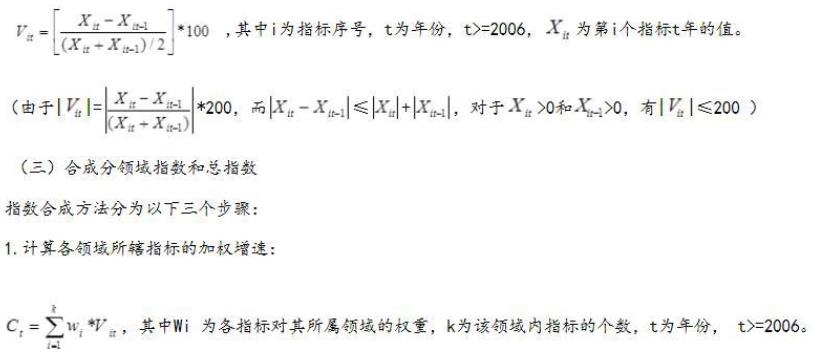 V_{it} = [ (X_{it} - X_{it-1}) / ((X_{it} + X_{it-1})/2) ] *100 ,其中i为指标序号，t为年份，t>=2006， X_{it} 为第i个指标t年的值。
（由于| V_{it} |= | (X_{it} - X_{it-1}) / (X_{it} + X_{it-1}) | *200，而 |X_{it} - X_{it-1}| ≤ |X_{it}| + |X_{it-1}|，对于 X_{it} >0和 X_{it-1} >0，有| V_{it} |≤200 ）
（三）合成分领域指数和总指数
指数合成方法分为以下三个步骤：
1.计算各领域所辖指标的加权增速：
C_t = \sum_{i=1}^{k} w_i *V_{it} ，其中Wi 为各指标对其所属领域的权重，k为该领域内指标的个数，t为年份， t>=2006。